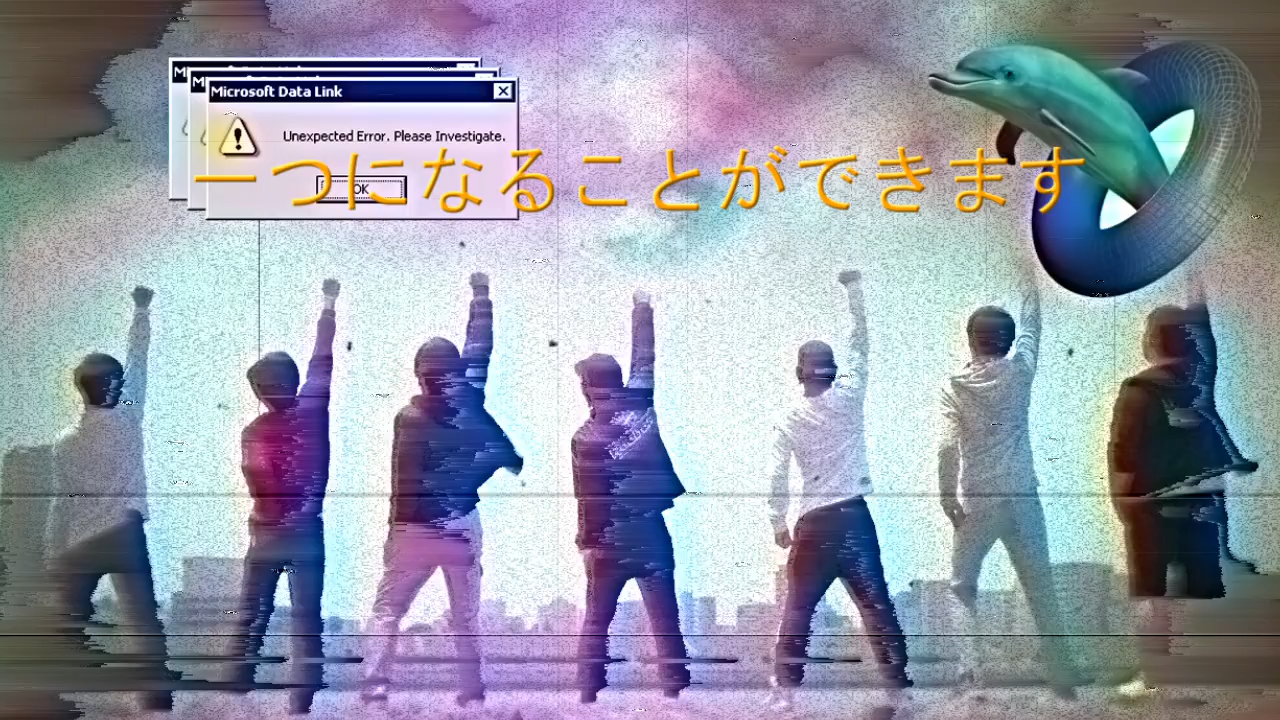 Microsoft Data Link
Unexpected Error. Please Investigate.
OK
一つになることができます